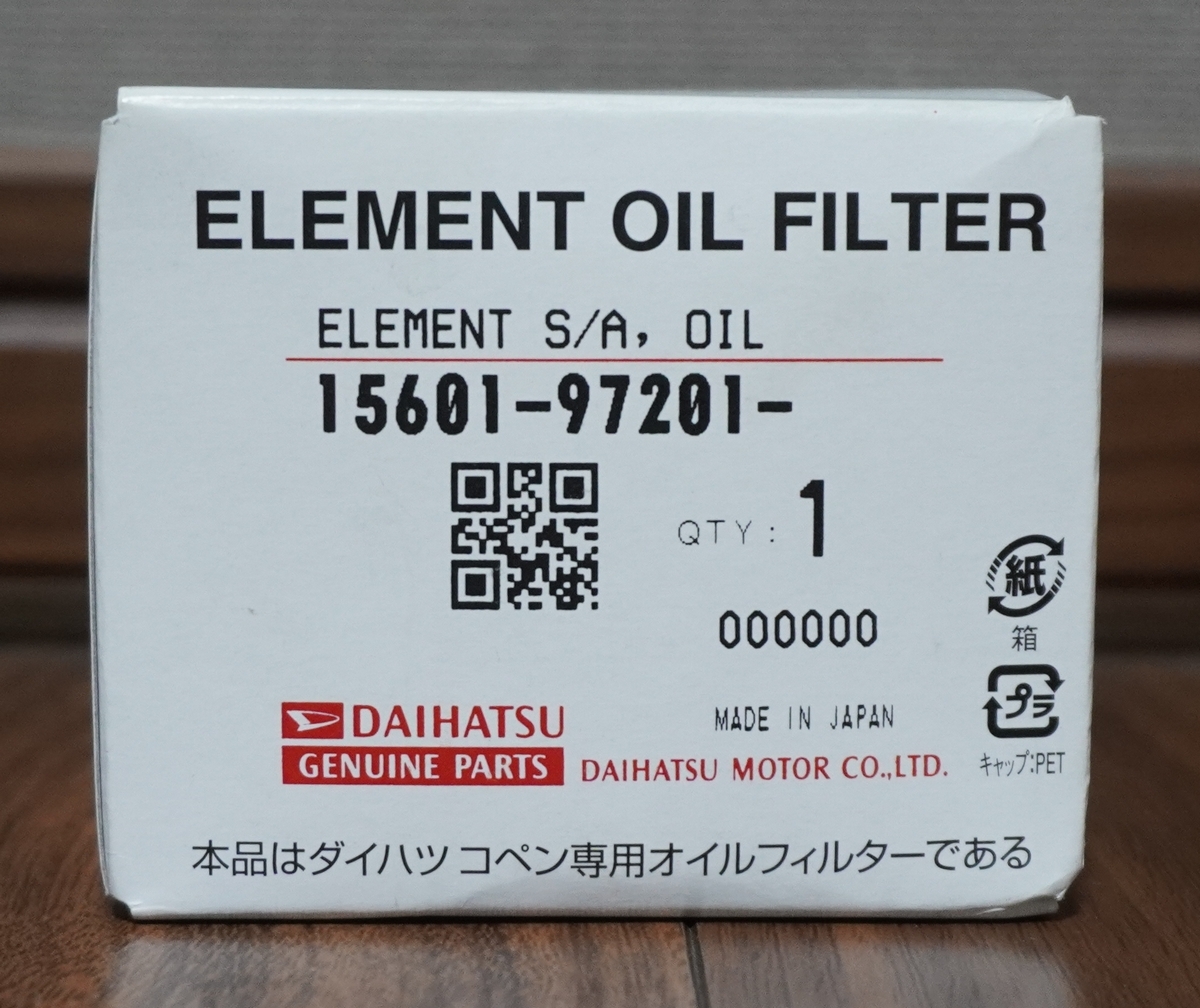 ELEMENT OIL FILTER
ELEMENT S/A, OIL
15601-97201-
QTY: 1
000000
紙
箱
プラ
キャップ:PET
MADE IN JAPAN
DAIHATSU
GENUINE PARTS
DAIHATSU MOTOR CO.,LTD.
本品はダイハツ コペン専用オイルフィルターである